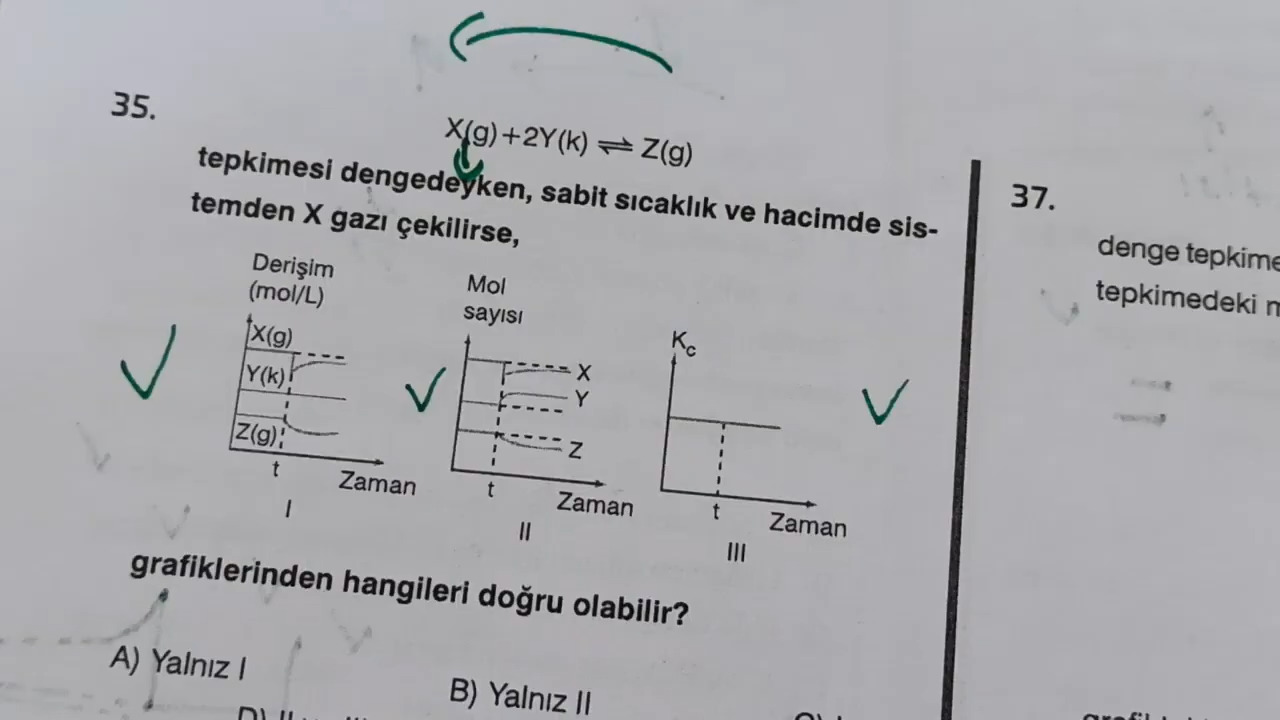 35.
X(g)+2Y(k) ⇌ Z(g)
tepkimesi dengedeyken, sabit sıcaklık ve hacimde sis-
temden X gazı çekilirse,
Derişim
(mol/L)
X(g)
Y(k)
Z(g)
t
Zaman
I
Mol
sayısı
X
Y
Z
t
Zaman
II
Kc
t
Zaman
III
grafiklerinden hangileri doğru olabilir?
A) Yalnız I
B) Yalnız II
37.
denge tepkime
tepkimedeki